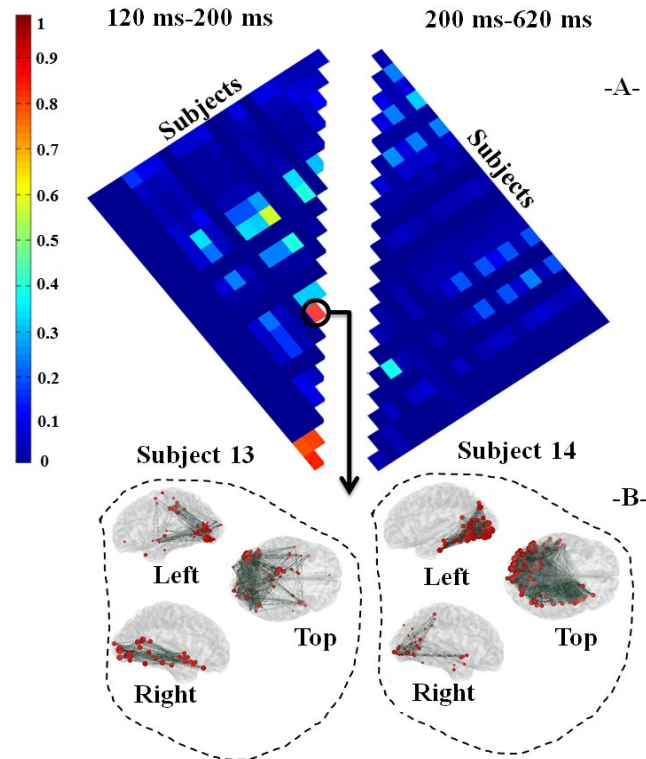 120 ms-200 ms
200 ms-620 ms
-A-
Subjects
Subjects
1
0.9
0.8
0.7
0.6
0.5
0.4
0.3
0.2
0.1
0
Subject 13
Subject 14
-B-
Left
Top
Right
Left
Top
Right